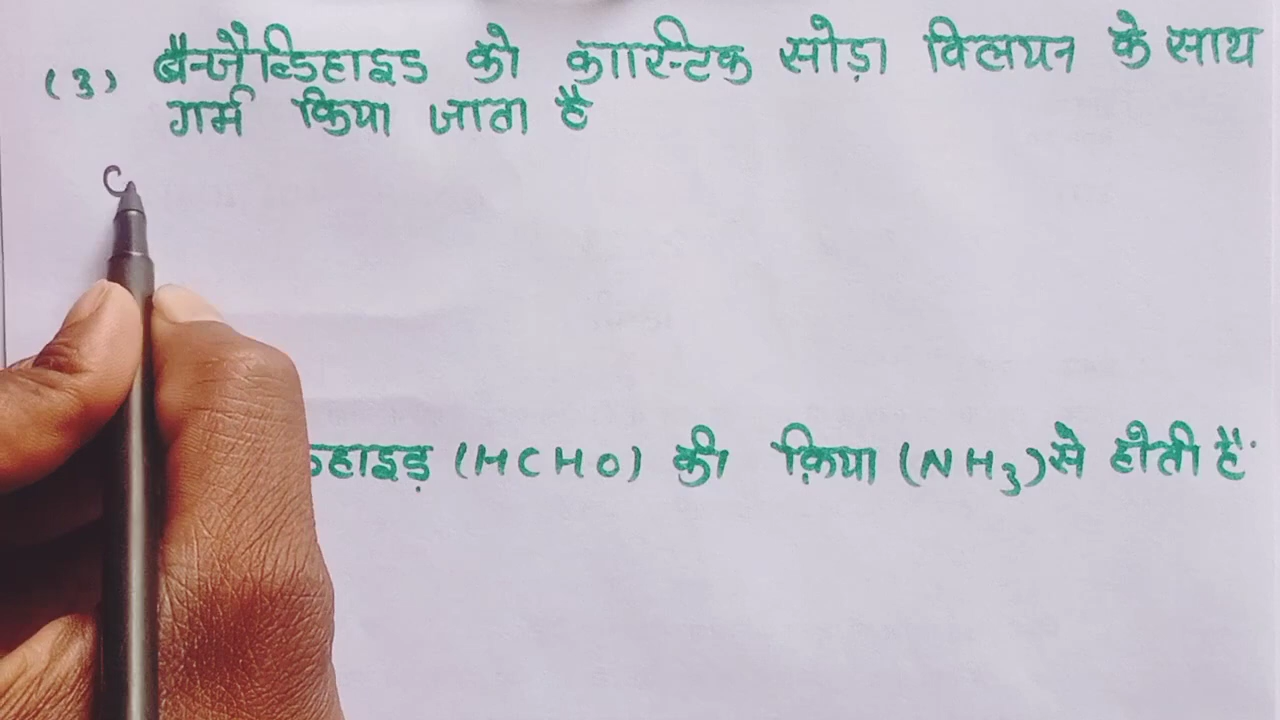 (3) बैन्जैल्डिहाइड को कास्टिक सोड़ा विलयन के साथ
गर्म किया जाता है
C
हाइड़ (HCHO) की क़िया (NH3) से होती है.